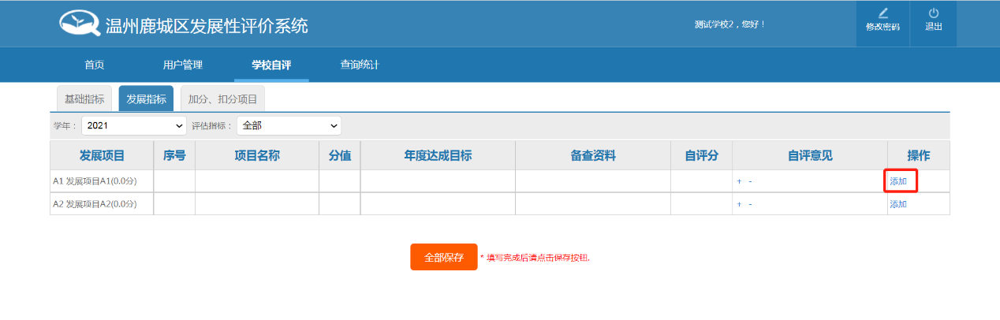 温州鹿城区发展性评价系统
测试学校2，您好！
修改密码
退出
首页 用户管理 学校自评 查询统计
基础指标 发展指标 加分、扣分项目
学年： 2021 评估指标： 全部
发展项目 序号 项目名称 分值 年度达成目标 备查资料 自评分 自评意见 操作
A1 发展项目A1(0.0分) + - 添加
A2 发展项目A2(0.0分) + - 添加
全部保存 * 填写完成后请点击保存按钮.